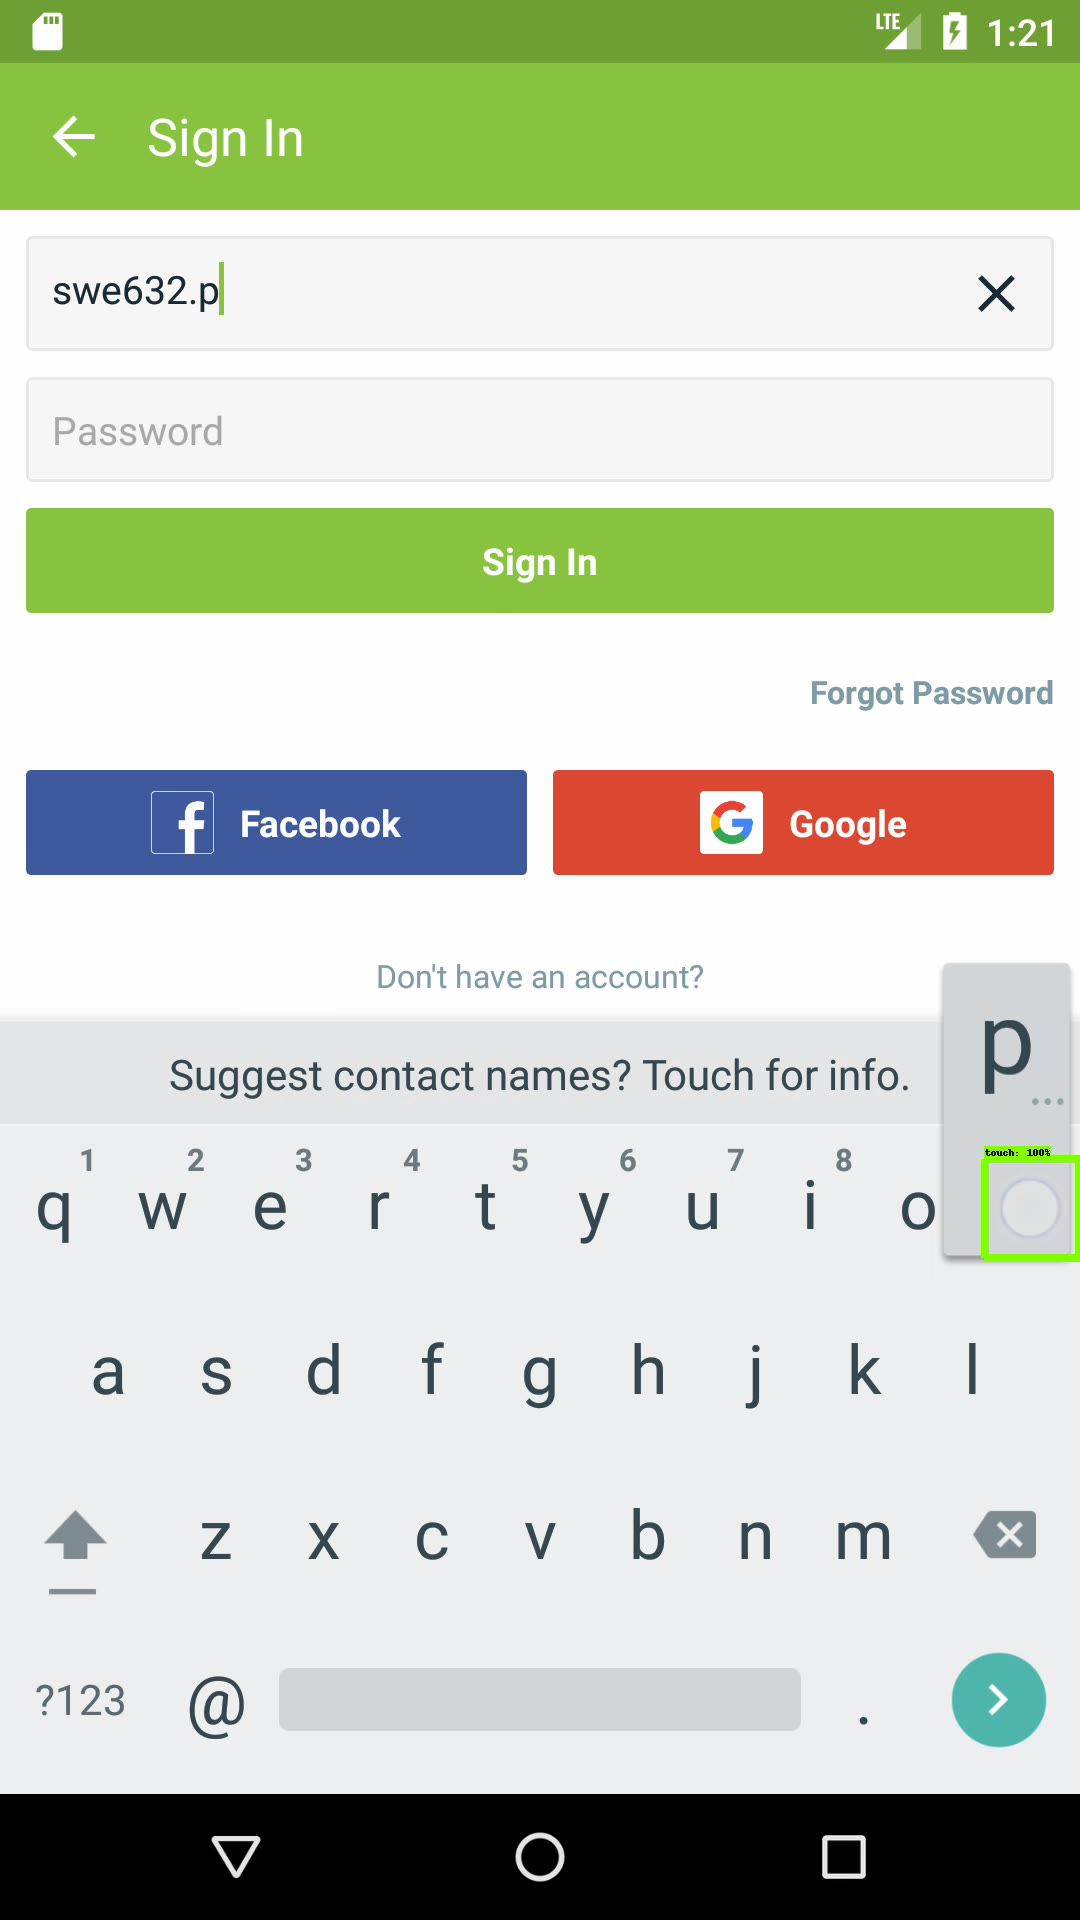 LTE 1:21
Sign In
swe632.p
Password
Sign In
Forgot Password
Facebook
Google
Don't have an account?
p
...
Suggest contact names? Touch for info.
touch: 100%
1 2 3 4 5 6 7 8
q w e r t y u i o
a s d f g h j k l
z x c v b n m
?123 @ .